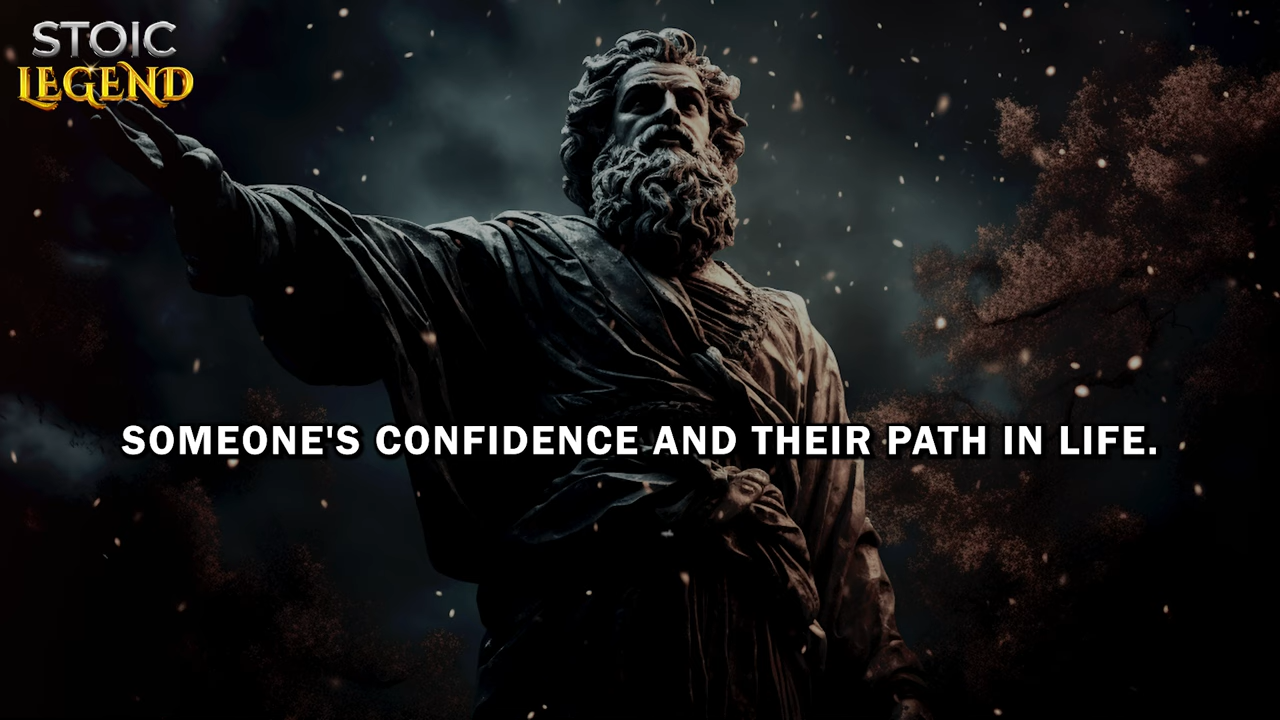 STOIC
LEGEND
SOMEONE'S CONFIDENCE AND THEIR PATH IN LIFE.